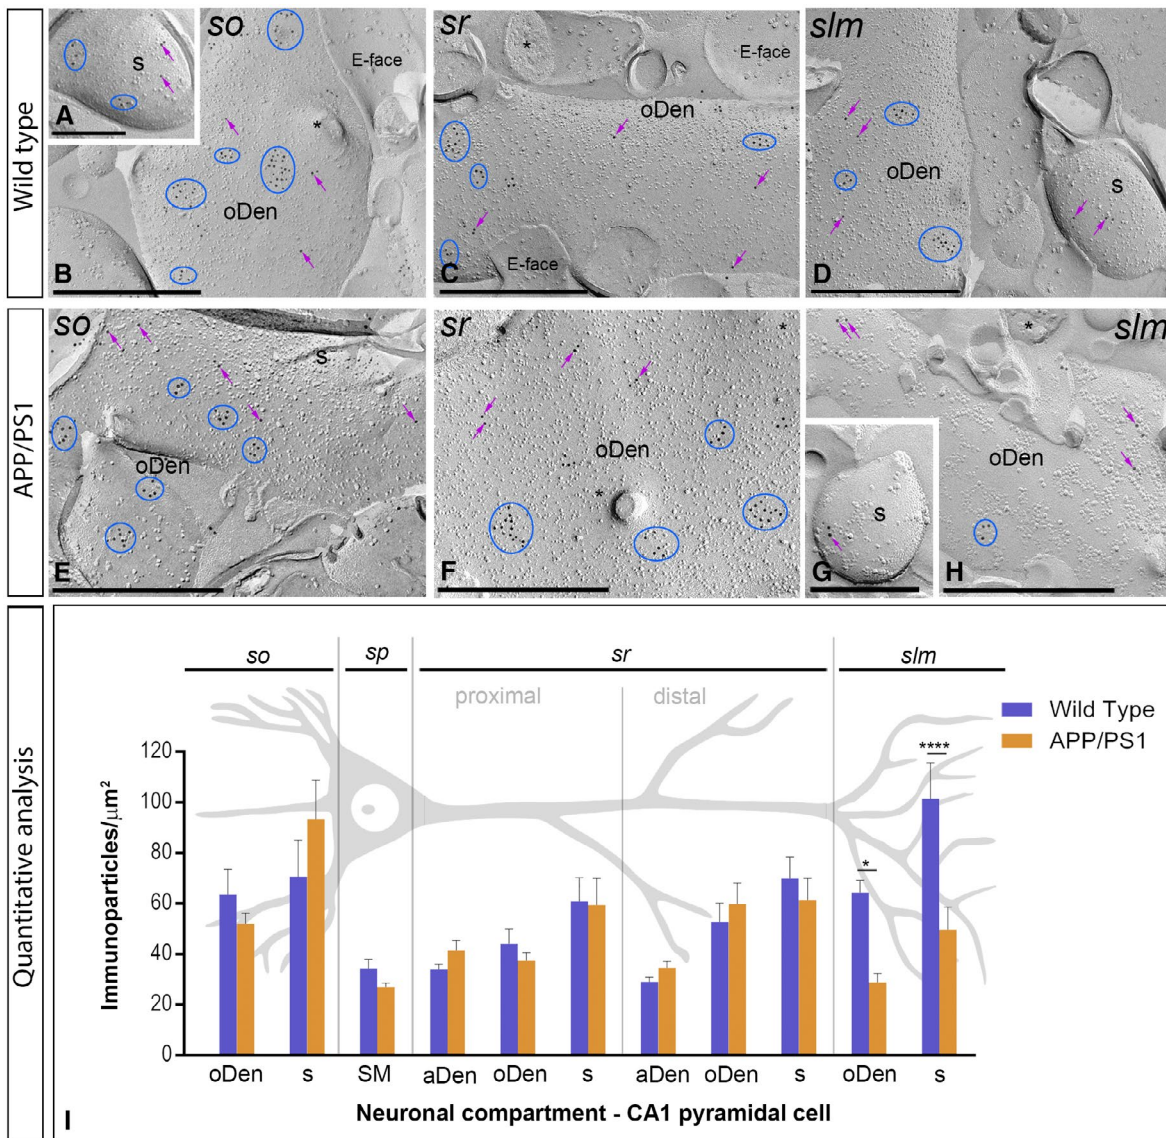 Wild type
so
s
E-face
*
oDen
A
B
sr
*
E-face
oDen
E-face
C
slm
oDen
s
D
APP/PS1
so
s
oDen
E
sr
*
oDen
*
F
slm
*
oDen
s
G
H
Quantitative analysis
so sp sr slm
proximal distal
Wild Type
APP/PS1
Immunoparticles/µm²
120
100
80
60
40
20
0
* ****
oDen s SM aDen oDen s aDen oDen s oDen s
Neuronal compartment - CA1 pyramidal cell
I